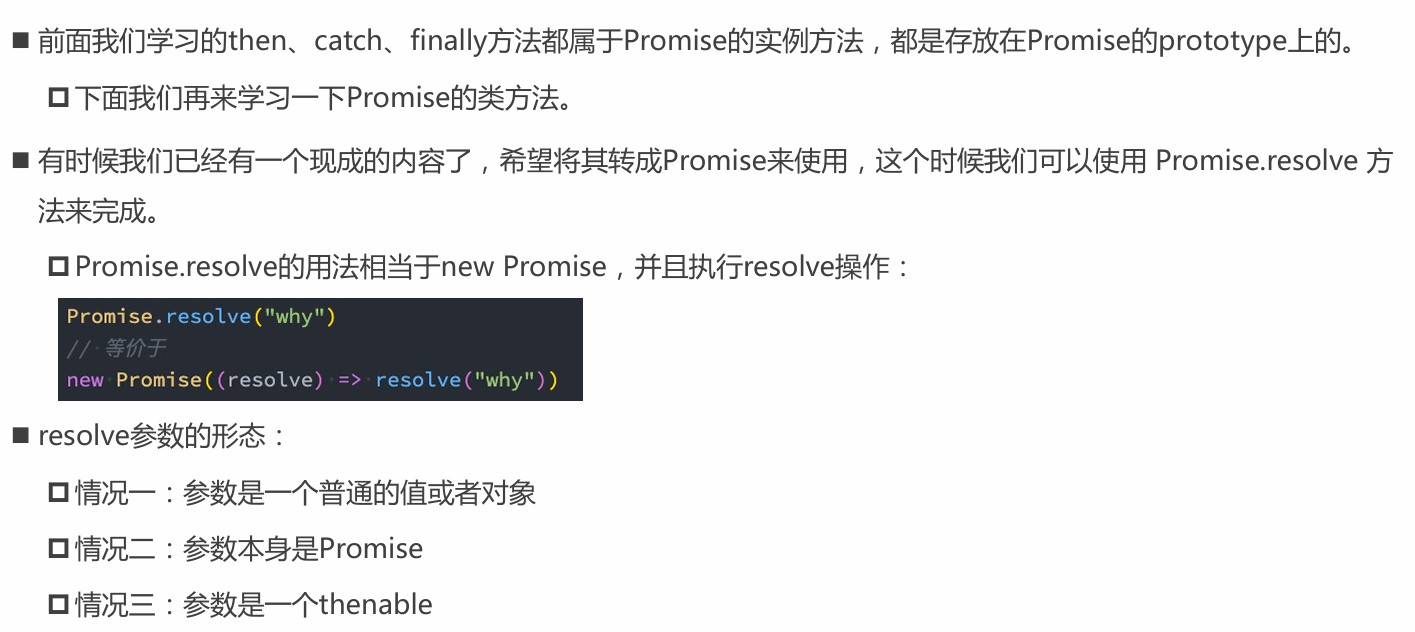 ■ 前面我们学习的then、catch、finally方法都属于Promise的实例方法，都是存放在Promise的prototype上的。
下面我们再来学习一下Promise的类方法。
■ 有时候我们已经有一个现成的内容了，希望将其转成Promise来使用，这个时候我们可以使用 Promise.resolve 方
法来完成。
Promise.resolve的用法相当于new Promise，并且执行resolve操作：
Promise.resolve("why")
// 等价于
new Promise((resolve) => resolve("why"))
■ resolve参数的形态：
情况一：参数是一个普通的值或者对象
情况二：参数本身是Promise
情况三：参数是一个thenable